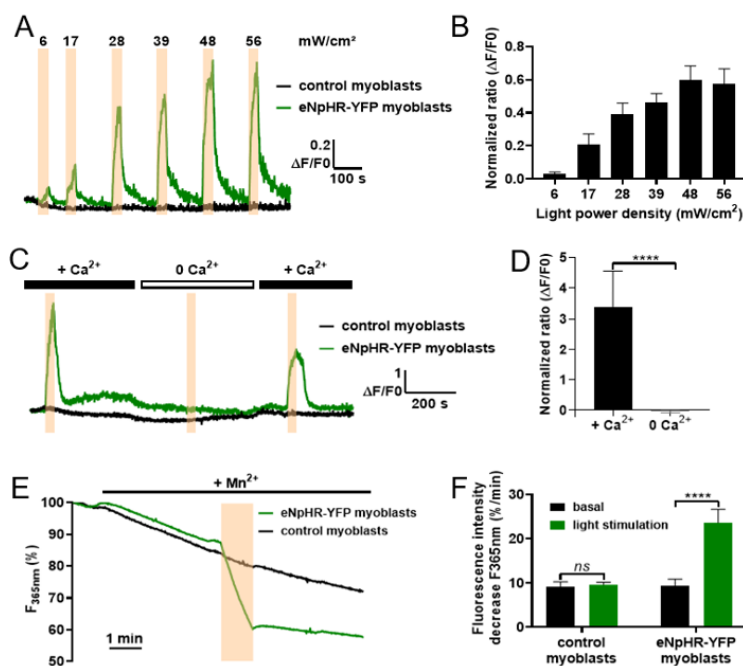 A
6 17 28 39 48 56 mW/cm²
control myoblasts
eNpHR-YFP myoblasts
0.2
ΔF/F0
100 s
B
Normalized ratio (ΔF/F0)
0.8
0.6
0.4
0.2
0.0
6 17 28 39 48 56
Light power density (mW/cm²)
C
+ Ca²⁺ 0 Ca²⁺ + Ca²⁺
control myoblasts
eNpHR-YFP myoblasts
1
ΔF/F0
200 s
D
Normalized ratio (ΔF/F0)
5
4
3
2
1
0
****
+ Ca²⁺ 0 Ca²⁺
E
+ Mn²⁺
F365nm (%)
100
90
80
70
60
50
eNpHR-YFP myoblasts
control myoblasts
1 min
F
Fluorescence intensity
decrease F365nm (%/min)
30
20
10
0
basal
light stimulation
ns
****
control
myoblasts
eNpHR-YFP
myoblasts